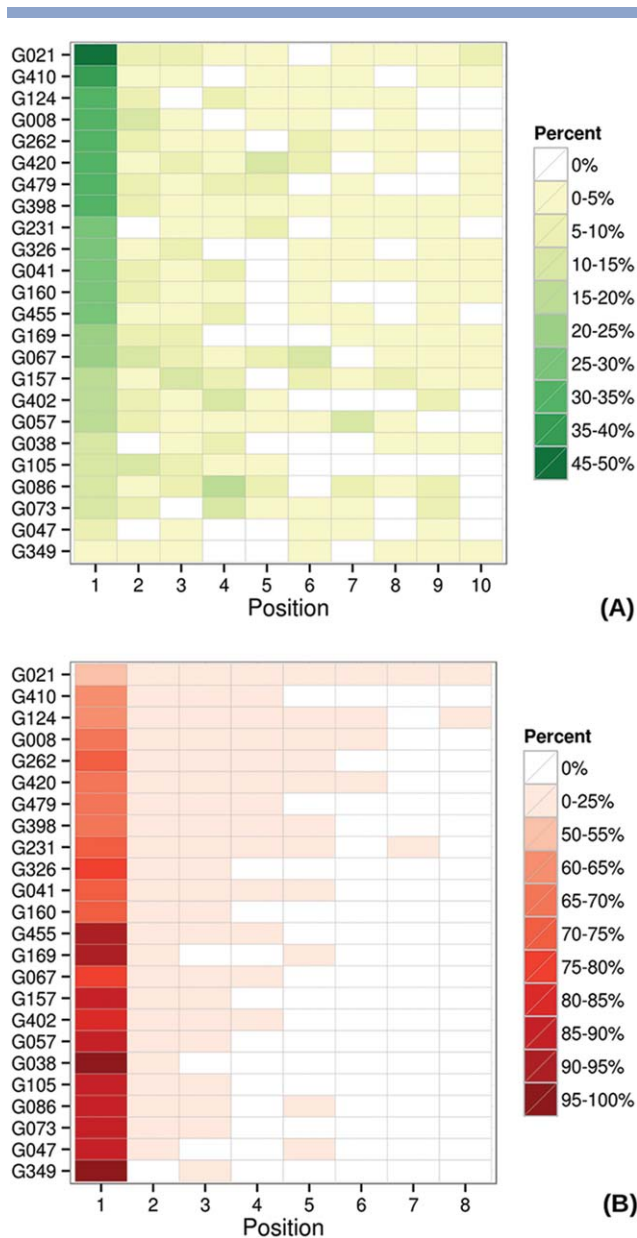 G021
G410
G124
G008
G262
G420
G479
G398
G231
G326
G041
G160
G455
G169
G067
G157
G402
G057
G038
G105
G086
G073
G047
G349
1 2 3 4 5 6 7 8 9 10
Position
Percent
0%
0-5%
5-10%
10-15%
15-20%
20-25%
25-30%
30-35%
35-40%
45-50%
(A)
G021
G410
G124
G008
G262
G420
G479
G398
G231
G326
G041
G160
G455
G169
G067
G157
G402
G057
G038
G105
G086
G073
G047
G349
1 2 3 4 5 6 7 8
Position
Percent
0%
0-25%
50-55%
60-65%
65-70%
70-75%
75-80%
80-85%
85-90%
90-95%
95-100%
(B)